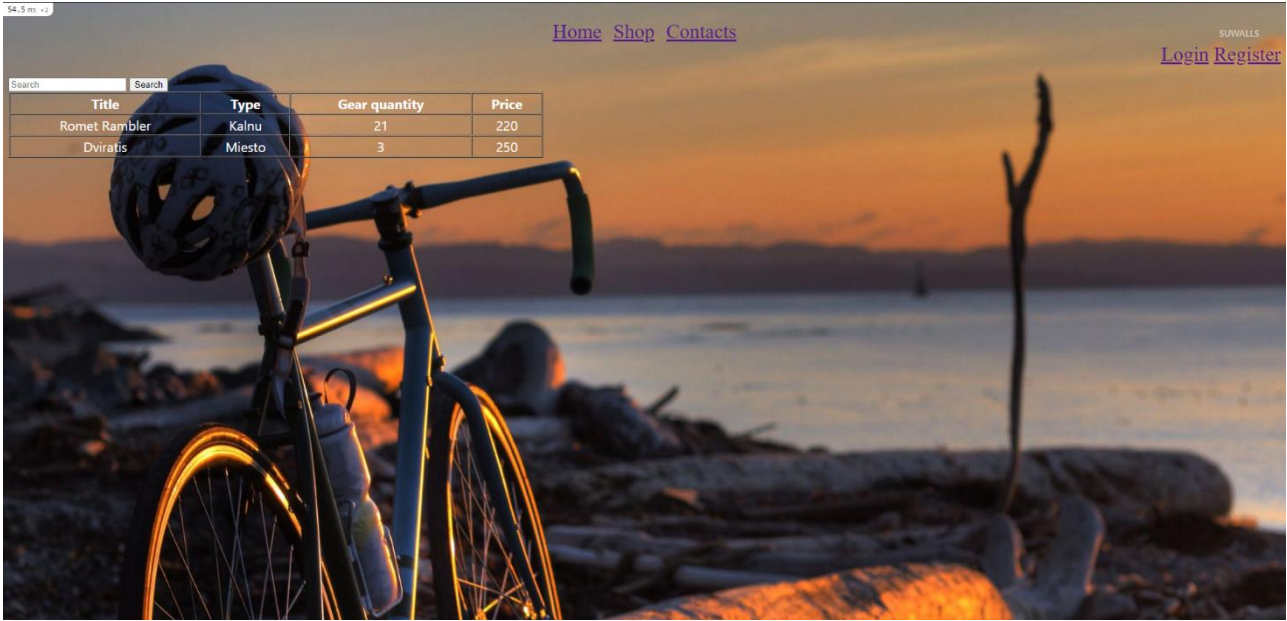 54.5 ms ×2
Home Shop Contacts
SUWALLS
Login Register
Search Search
Title Type Gear quantity Price
Romet Rambler Kalnu 21 220
Dviratis Miesto 3 250